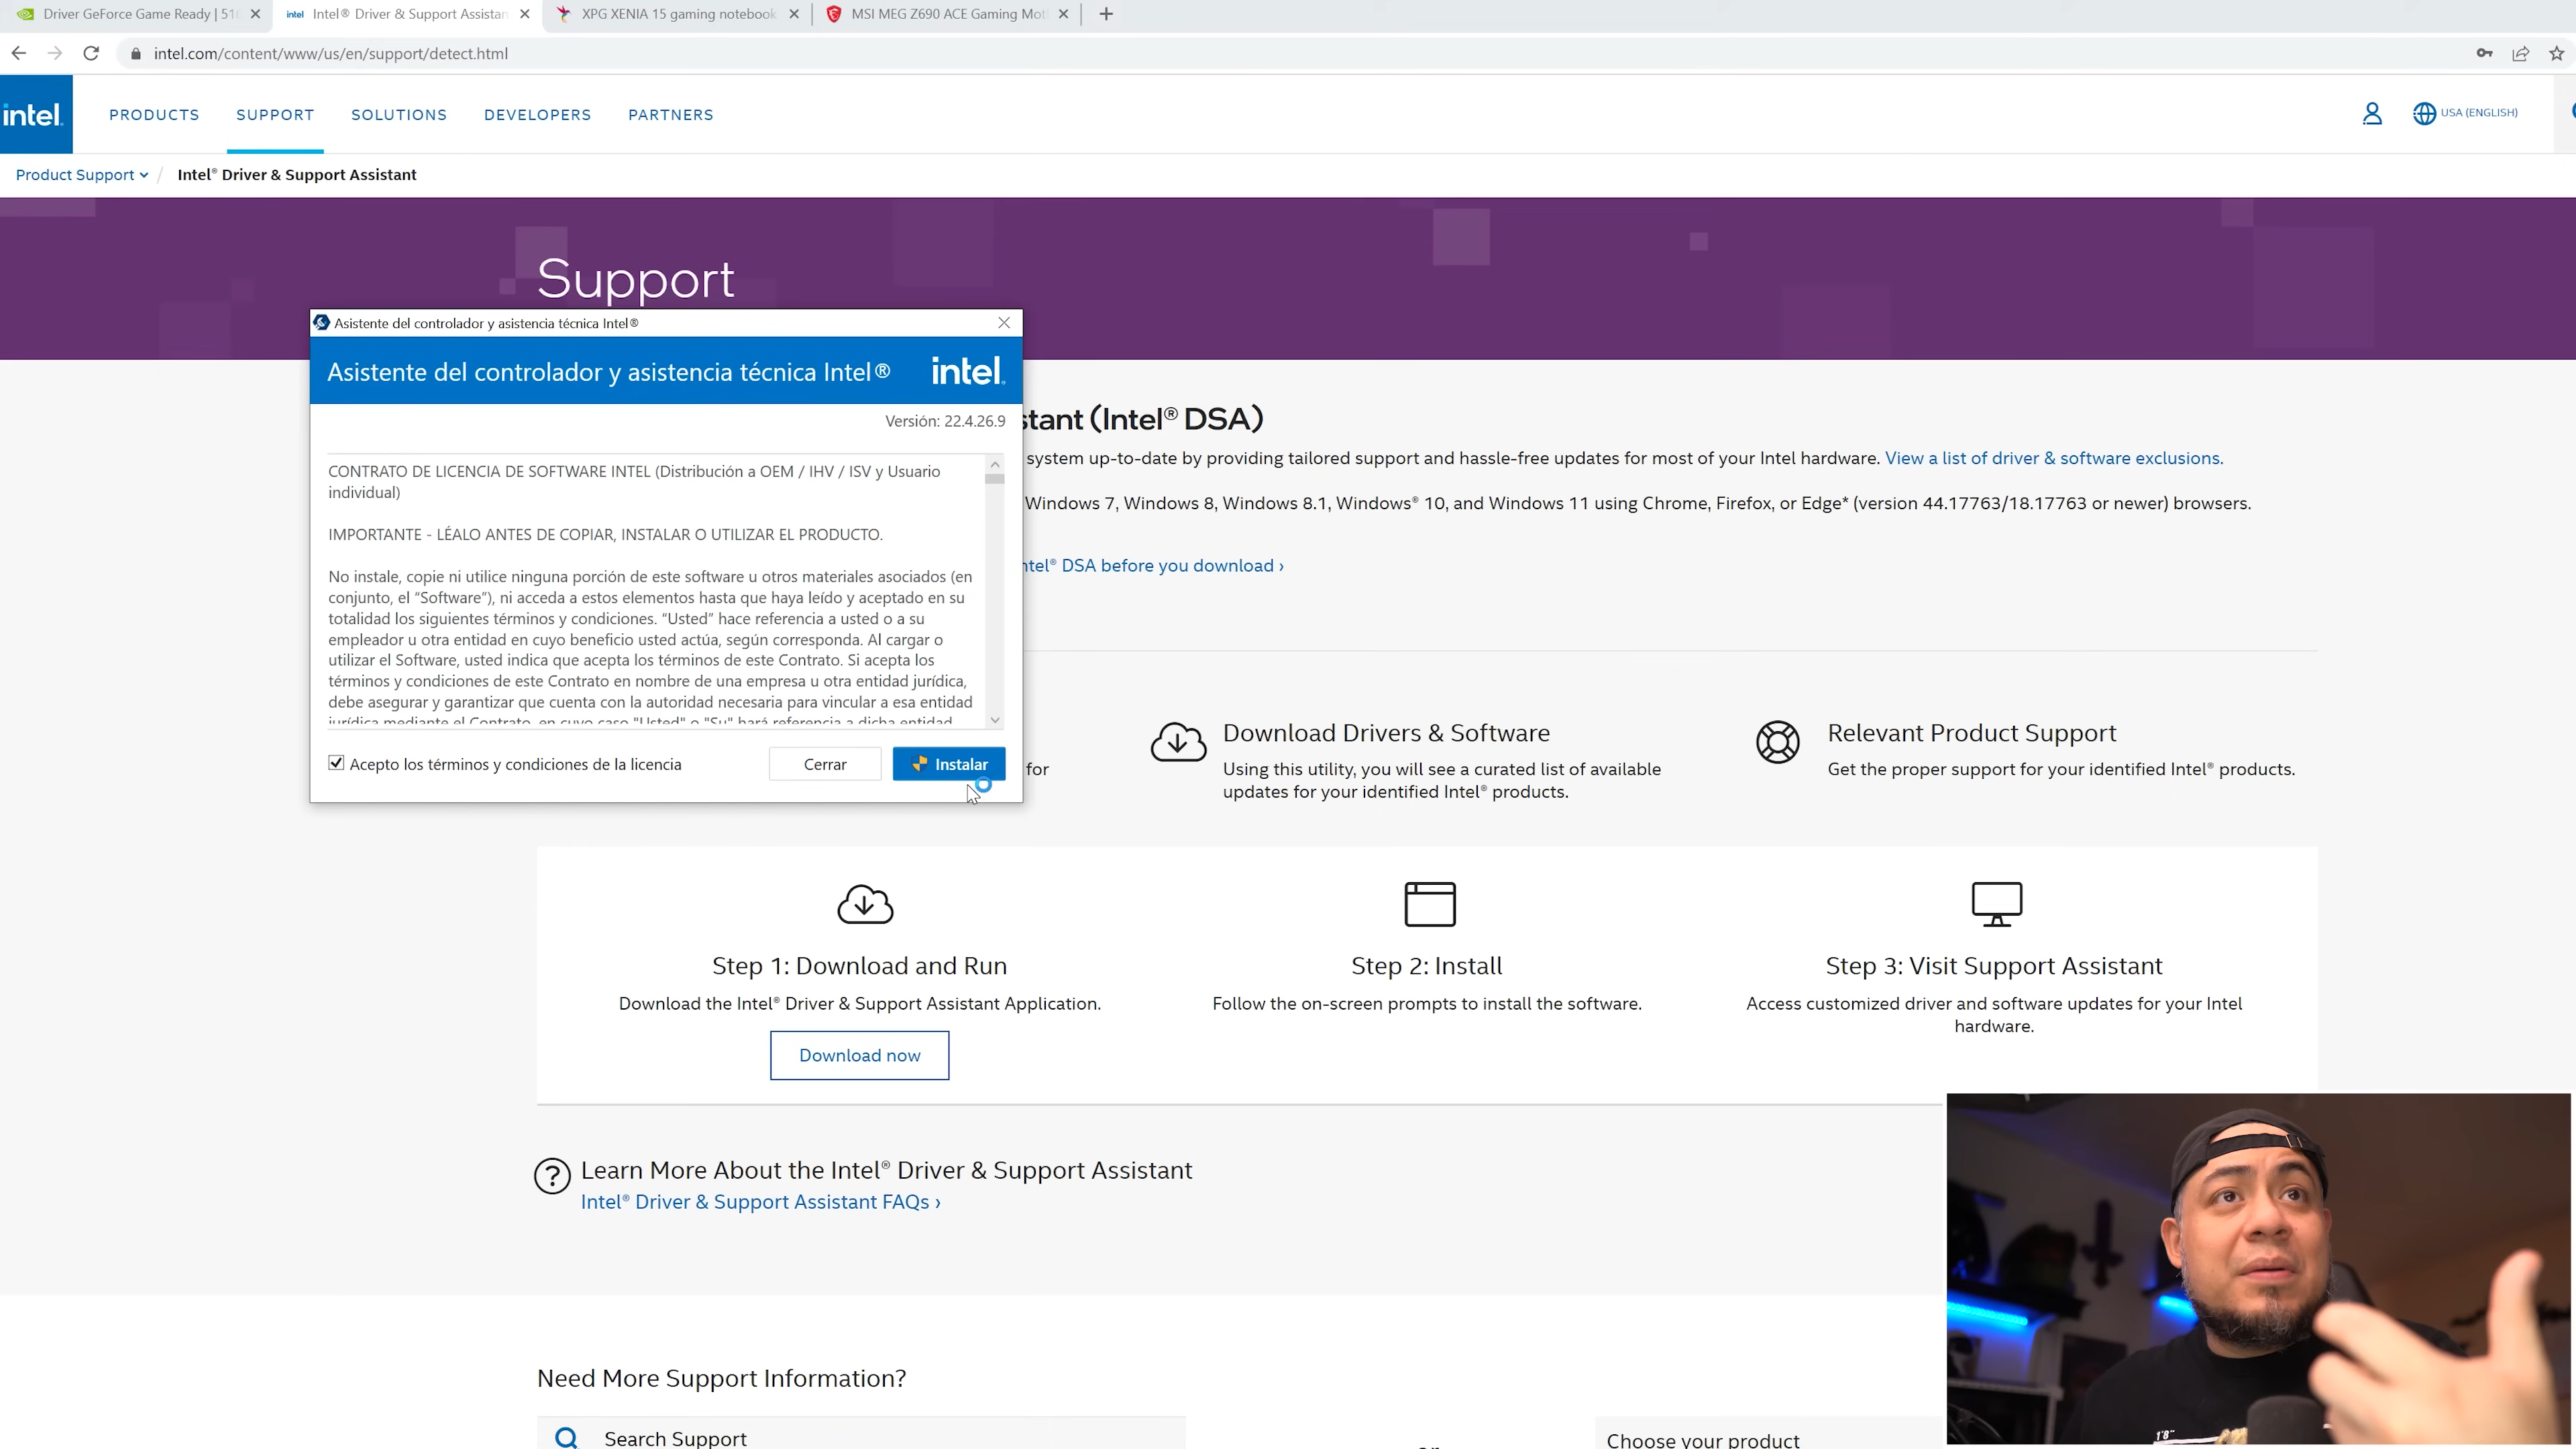 Driver GeForce Game Ready | 51
Intel® Driver & Support Assistan
XPG XENIA 15 gaming notebook
MSI MEG Z690 ACE Gaming Mot
intel.com/content/www/us/en/support/detect.html
intel.
PRODUCTS
SUPPORT
SOLUTIONS
DEVELOPERS
PARTNERS
USA (ENGLISH)
Product Support
/
Intel® Driver & Support Assistant
Support
Asistente del controlador y asistencia técnica Intel®
Asistente del controlador y asistencia técnica Intel®
intel.
Versión: 22.4.26.9
CONTRATO DE LICENCIA DE SOFTWARE INTEL (Distribución a OEM / IHV / ISV y Usuario
individual)
IMPORTANTE - LÉALO ANTES DE COPIAR, INSTALAR O UTILIZAR EL PRODUCTO.
No instale, copie ni utilice ninguna porción de este software u otros materiales asociados (en
conjunto, el “Software”), ni acceda a estos elementos hasta que haya leído y aceptado en su
totalidad los siguientes términos y condiciones. “Usted” hace referencia a usted o a su
empleador u otra entidad en cuyo beneficio usted actúa, según corresponda. Al cargar o
utilizar el Software, usted indica que acepta los términos de este Contrato. Si acepta los
términos y condiciones de este Contrato en nombre de una empresa u otra entidad jurídica,
debe asegurar y garantizar que cuenta con la autoridad necesaria para vincular a esa entidad
jurídica mediante el Contrato, en cuyo caso "Usted" o "Su" hará referencia a dicha entidad
Acepto los términos y condiciones de la licencia
Cerrar
Instalar
stant (Intel® DSA)
system up-to-date by providing tailored support and hassle-free updates for most of your Intel hardware. View a list of driver & software exclusions.
Windows 7, Windows 8, Windows 8.1, Windows® 10, and Windows 11 using Chrome, Firefox, or Edge* (version 44.17763/18.17763 or newer) browsers.
ntel® DSA before you download ›
for
Download Drivers & Software
Using this utility, you will see a curated list of available
updates for your identified Intel® products.
Relevant Product Support
Get the proper support for your identified Intel® products.
Step 1: Download and Run
Download the Intel® Driver & Support Assistant Application.
Download now
Step 2: Install
Follow the on-screen prompts to install the software.
Step 3: Visit Support Assistant
Access customized driver and software updates for your Intel
hardware.
Learn More About the Intel® Driver & Support Assistant
Intel® Driver & Support Assistant FAQs ›
Need More Support Information?
Search Support
or
Choose your product
1'8"